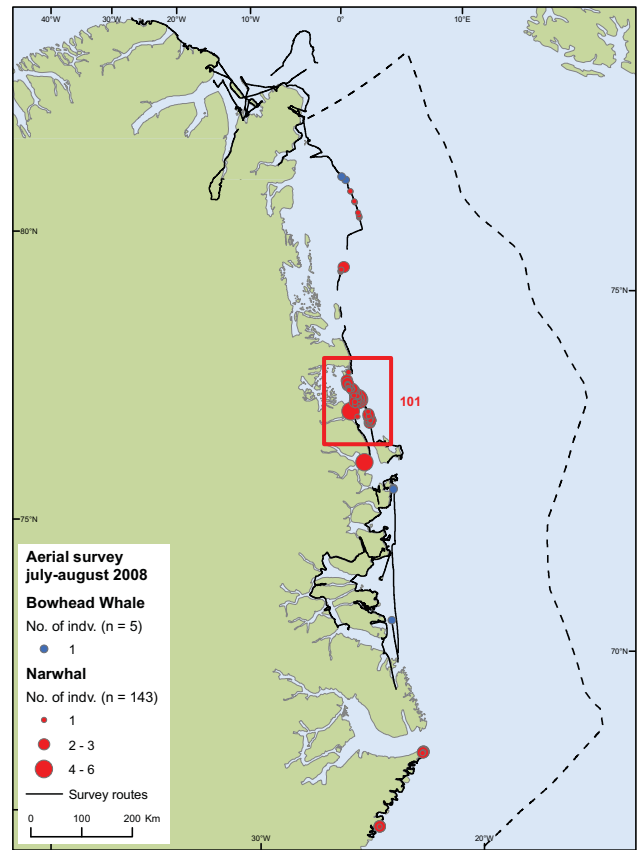 40°W 20°W 10°W 0° 10°E
80°N
75°N
101
75°N
70°N
Aerial survey
july-august 2008
Bowhead Whale
No. of indv. (n = 5)
1
Narwhal
No. of indv. (n = 143)
1
2 - 3
4 - 6
Survey routes
0 100 200 Km
30°W 20°W